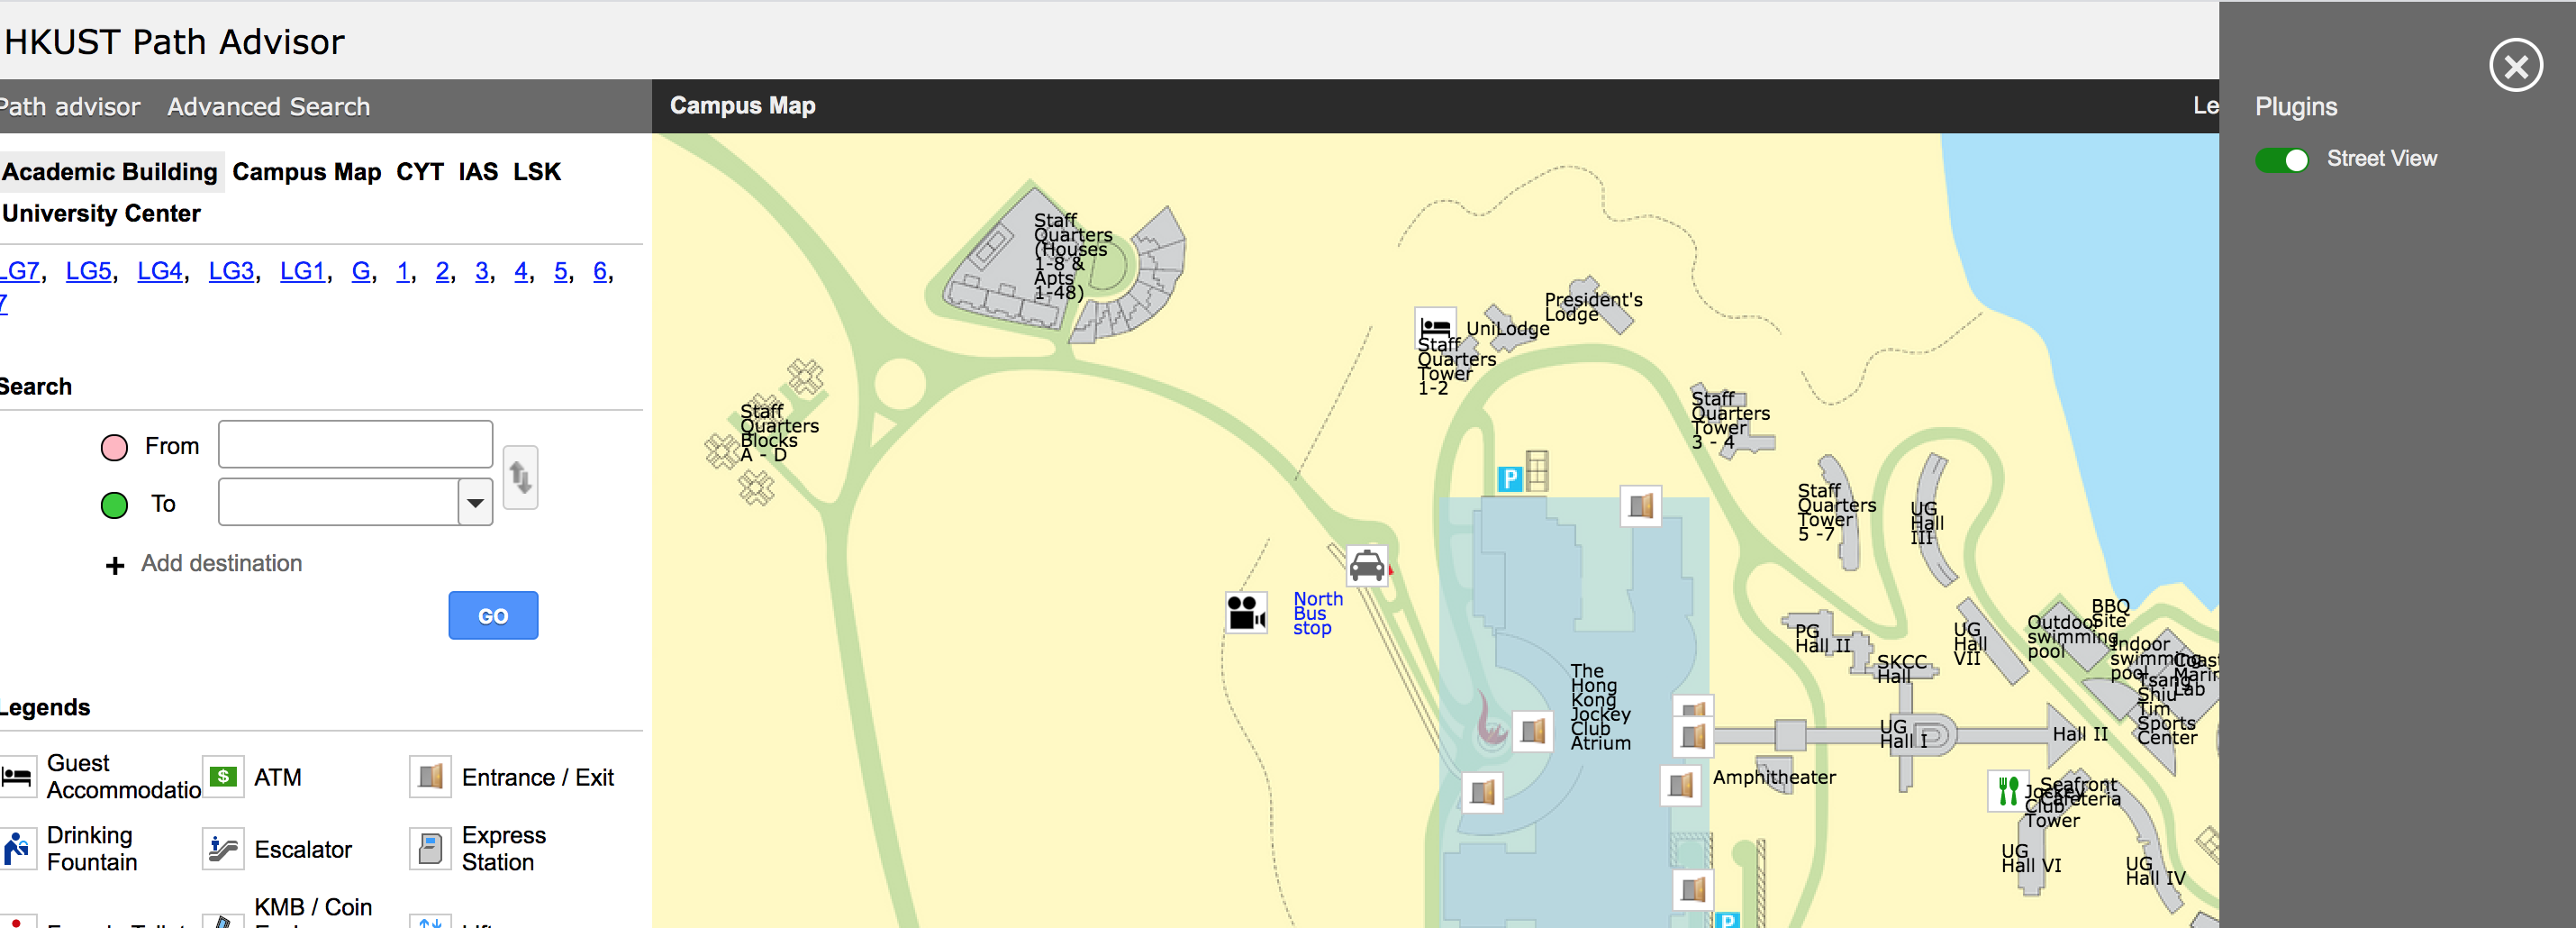 HKUST Path Advisor
Path advisor Advanced Search
Campus Map
Le
Plugins
Street View
Academic Building Campus Map CYT IAS LSK
University Center
LG7, LG5, LG4, LG3, LG1, G, 1, 2, 3, 4, 5, 6,
7
Search
From
To
+ Add destination
GO
Legends
Guest
Accommodatio
$
ATM
Entrance / Exit
Drinking
Fountain
Escalator
Express
Station
KMB / Coin
Staff
Quarters
(Houses
1-8 &
Apts
1-48)
Staff
Quarters
Blocks
A - D
Staff
Quarters
Tower
1-2
UniLodge
President's
Lodge
Staff
Quarters
Tower
3 - 4
P
Staff
Quarters
Tower
5 -7
UG
Hall
III
North
Bus
stop
The
Hong
Kong
Jockey
Club
Atrium
PG
Hall II
SKCC
Hall
UG
Hall
VII
Outdoor
swimming
pool
BBQ
Site
Indoor
swimming
pool
Coas
Marin
Lab
Tsang
Shiu
Tim
Sports
Center
UG
Hall I
Hall II
Amphitheater
Seafront
Cafeteria
Jockey
Club
Tower
UG
Hall VI
UG
Hall IV
P